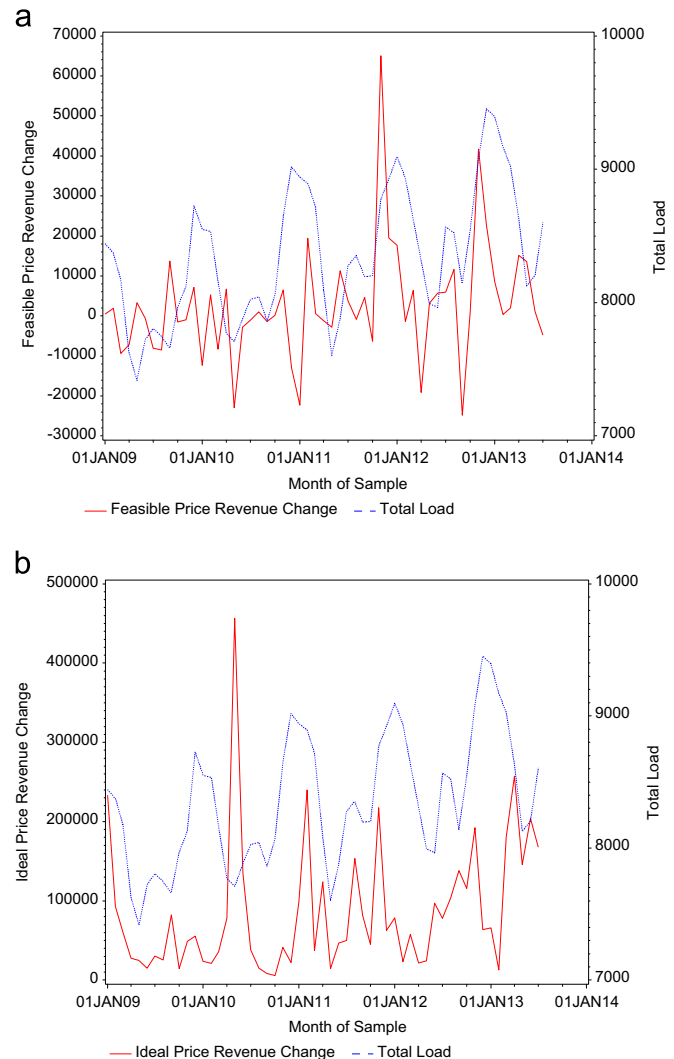 a
70000
60000
50000
40000
30000
20000
10000
0
-10000
-20000
-30000
Feasible Price Revenue Change
10000
9000
8000
7000
Total Load
01JAN09 01JAN10 01JAN11 01JAN12 01JAN13 01JAN14
Month of Sample
Feasible Price Revenue Change Total Load
b
500000
400000
300000
200000
100000
0
Ideal Price Revenue Change
10000
9000
8000
7000
Total Load
01JAN09 01JAN10 01JAN11 01JAN12 01JAN13 01JAN14
Month of Sample
Ideal Price Revenue Change Total Load